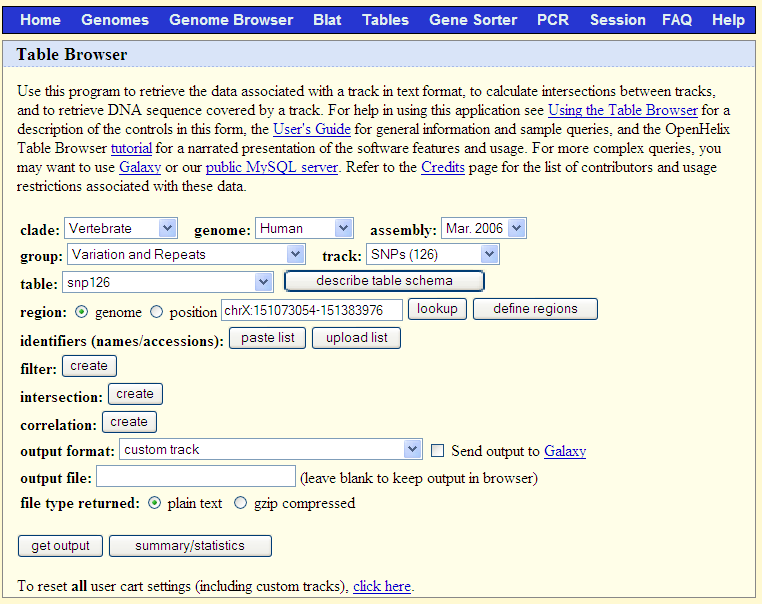 Home Genomes Genome Browser Blat Tables Gene Sorter PCR Session FAQ Help
Table Browser
Use this program to retrieve the data associated with a track in text format, to calculate intersections between tracks,
and to retrieve DNA sequence covered by a track. For help in using this application see Using the Table Browser for a
description of the controls in this form, the User's Guide for general information and sample queries, and the OpenHelix
Table Browser tutorial for a narrated presentation of the software features and usage. For more complex queries, you
may want to use Galaxy or our public MySQL server. Refer to the Credits page for the list of contributors and usage
restrictions associated with these data.
clade: Vertebrate genome: Human assembly: Mar. 2006
group: Variation and Repeats track: SNPs (126)
table: snp126 describe table schema
region: genome position chrX:151073054-151383976 lookup define regions
identifiers (names/accessions): paste list upload list
filter: create
intersection: create
correlation: create
output format: custom track Send output to Galaxy
output file: (leave blank to keep output in browser)
file type returned: plain text gzip compressed
get output summary/statistics
To reset all user cart settings (including custom tracks), click here.